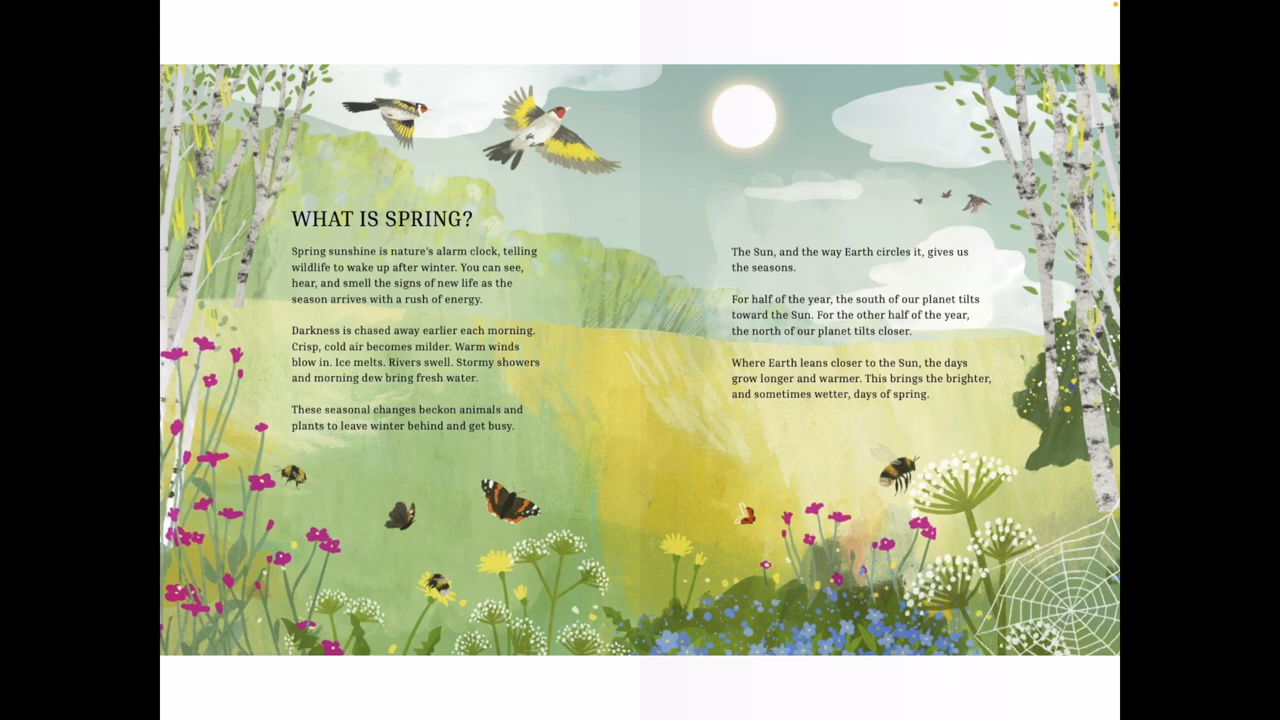 WHAT IS SPRING?
Spring sunshine is nature's alarm clock, telling
wildlife to wake up after winter. You can see,
hear, and smell the signs of new life as the
season arrives with a rush of energy.
Darkness is chased away earlier each morning.
Crisp, cold air becomes milder. Warm winds
blow in. Ice melts. Rivers swell. Stormy showers
and morning dew bring fresh water.
These seasonal changes beckon animals and
plants to leave winter behind and get busy.
The Sun, and the way Earth circles it, gives us
the seasons.
For half of the year, the south of our planet tilts
toward the Sun. For the other half of the year,
the north of our planet tilts closer.
Where Earth leans closer to the Sun, the days
grow longer and warmer. This brings the brighter,
and sometimes wetter, days of spring.